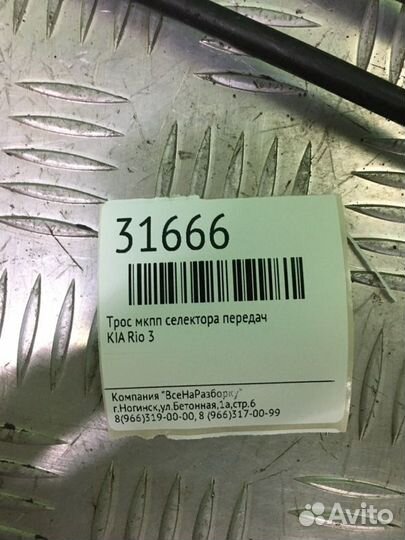 31666
Трос мкпп селектора передач
KIA Rio 3
Компания "ВсеНаРазборку"
г.Ногинск,ул.Бетонная,1а,стр.6
8(966)319-00-00, 8 (966)317-00-99
Avito